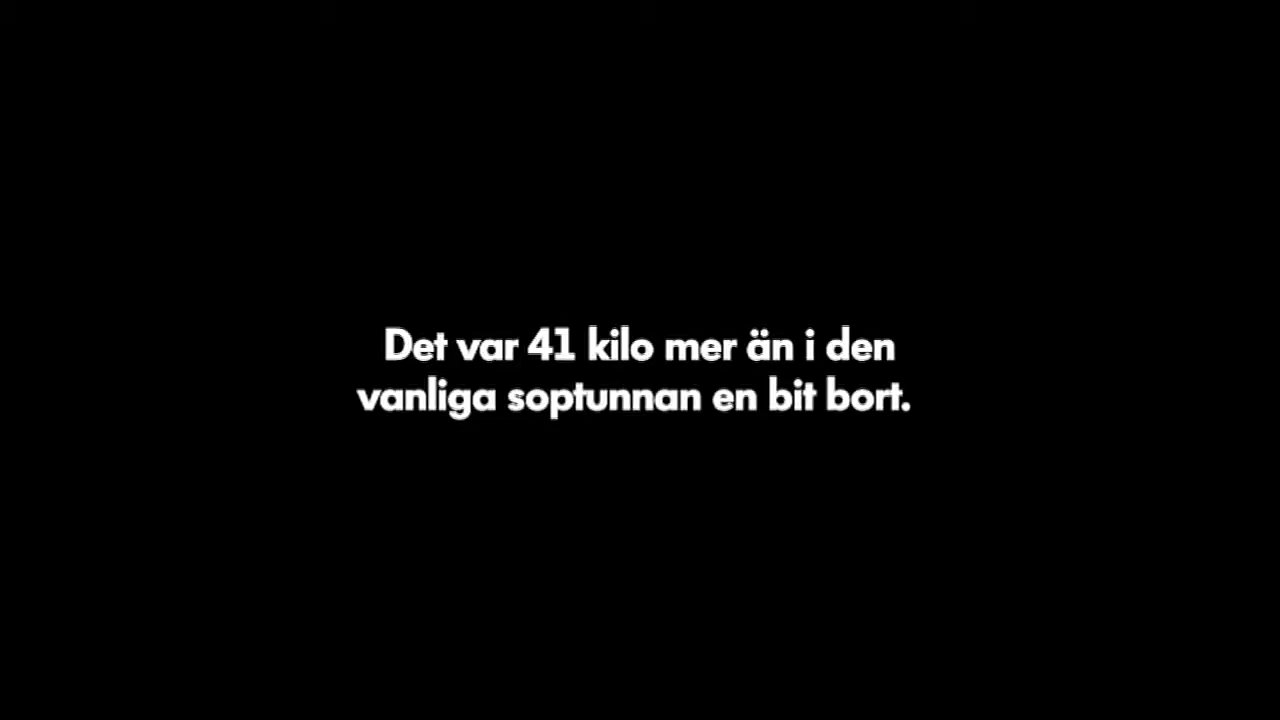 Det var 41 kilo mer än i den
vanliga soptunnan en bit bort.